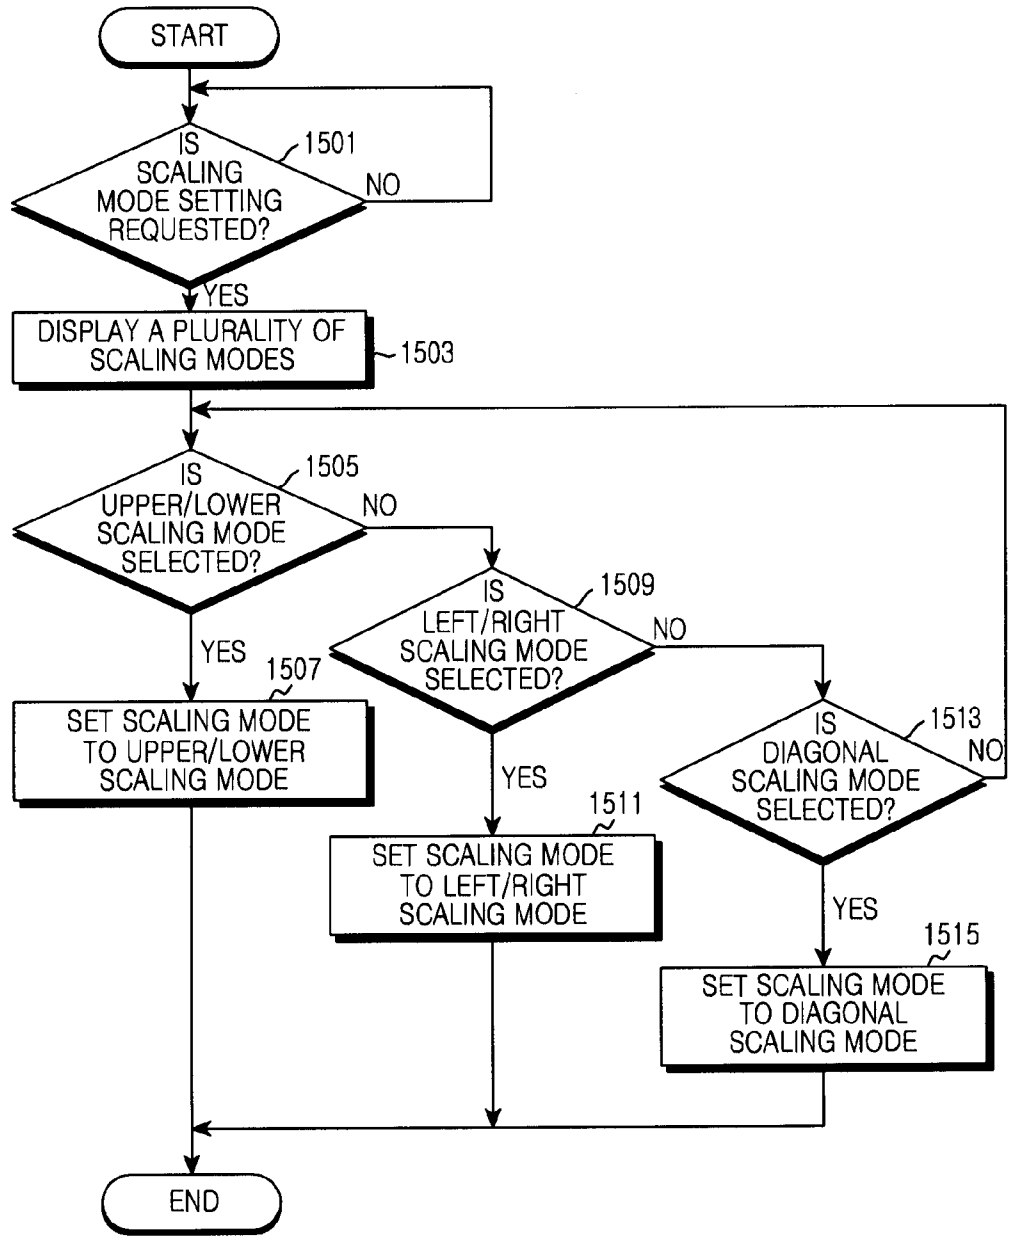 START
1501
IS
SCALING
MODE SETTING
REQUESTED?
NO
YES
DISPLAY A PLURALITY OF
SCALING MODES
1503
1505
IS
UPPER/LOWER
SCALING MODE
SELECTED?
NO
YES
1507
SET SCALING MODE
TO UPPER/LOWER
SCALING MODE
1509
IS
LEFT/RIGHT
SCALING MODE
SELECTED?
NO
YES
1511
SET SCALING MODE
TO LEFT/RIGHT
SCALING MODE
1513
IS
DIAGONAL
SCALING MODE
SELECTED?
NO
YES
1515
SET SCALING MODE
TO DIAGONAL
SCALING MODE
END